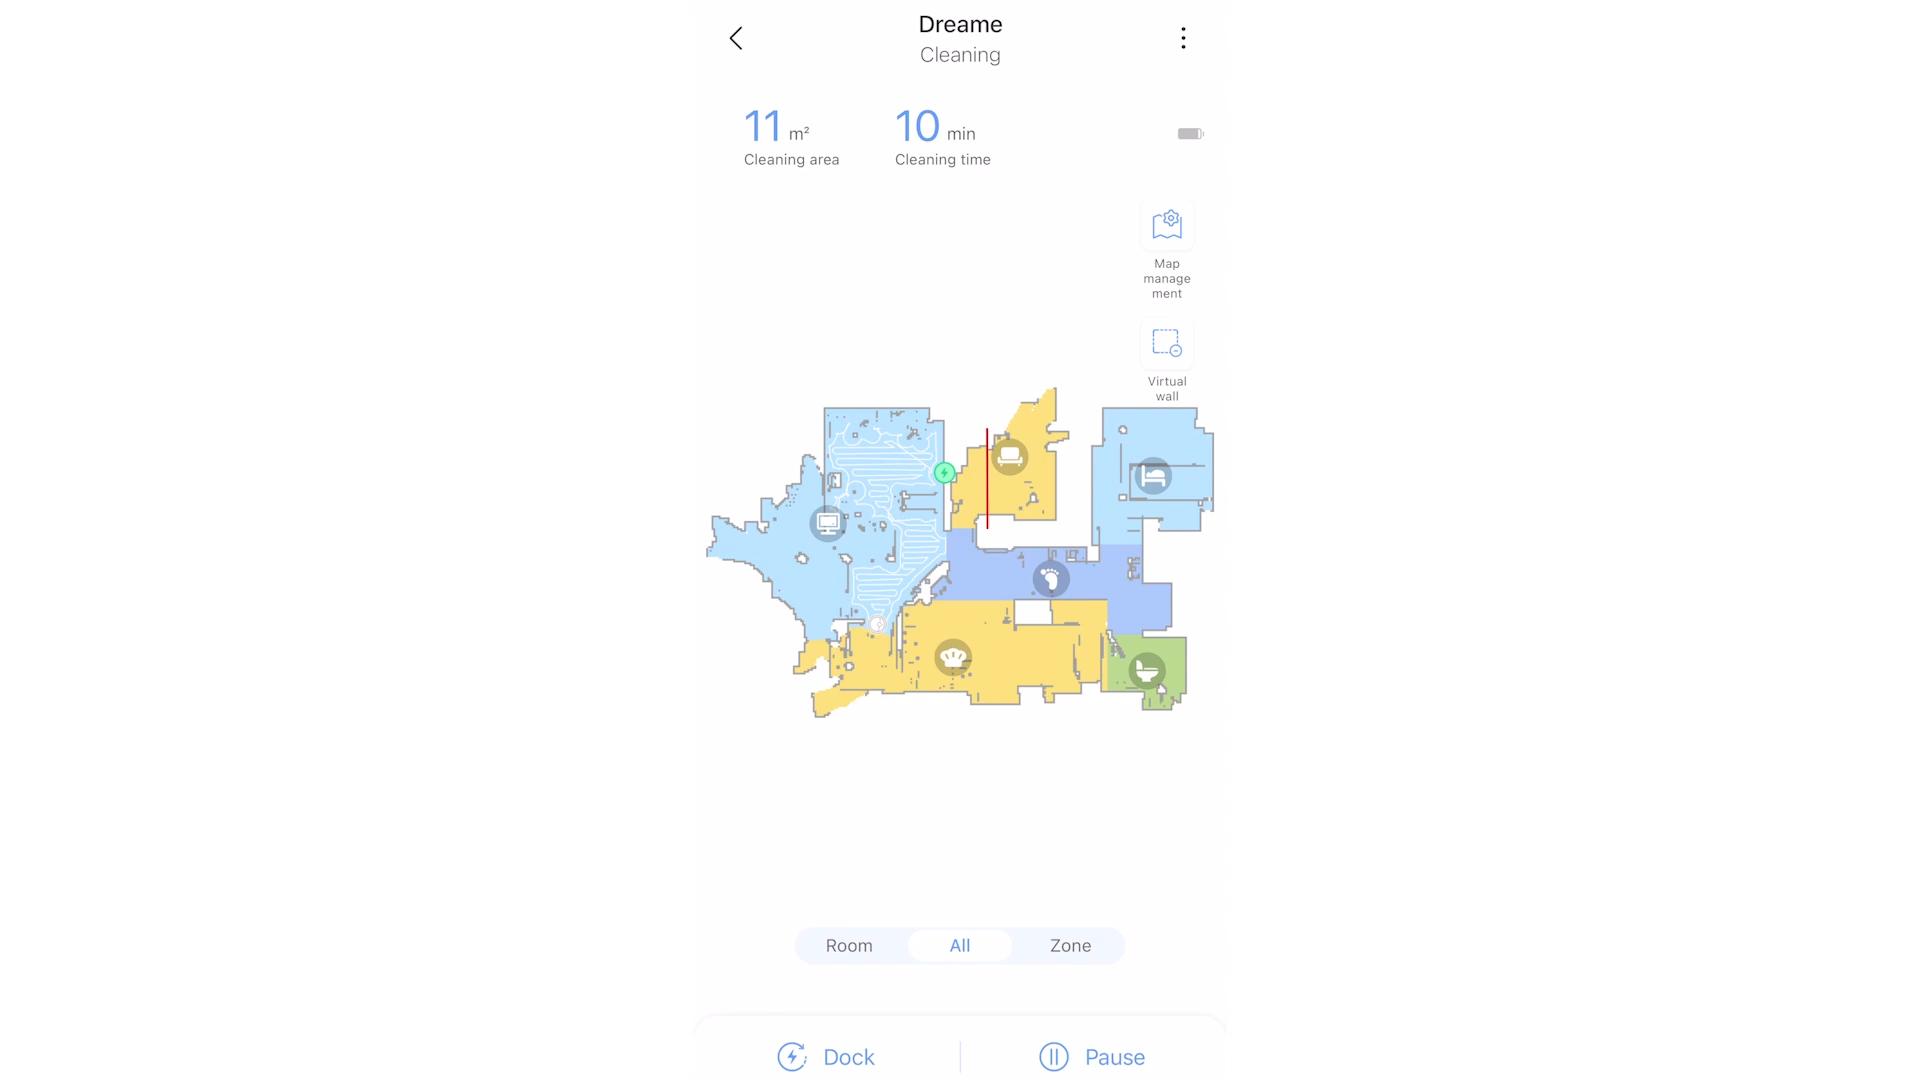 Dreame
Cleaning
11 m²
Cleaning area
10 min
Cleaning time
Map
manage
ment
Virtual
wall
Room
All
Zone
Dock
Pause